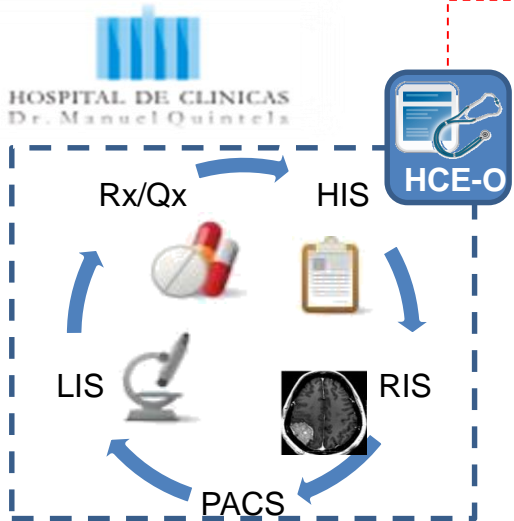 HOSPITAL DE CLINICAS
Dr. Manuel Quintela
HCE-O
Rx/Qx
HIS
LIS
RIS
PACS